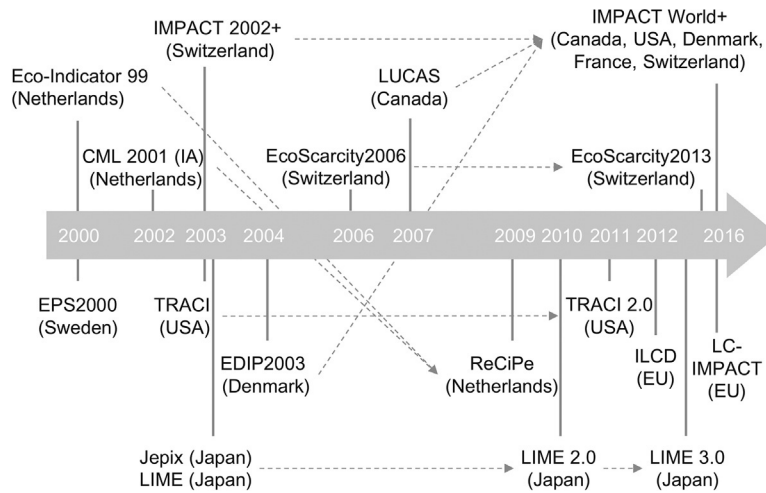 IMPACT 2002+
(Switzerland)
IMPACT World+
(Canada, USA, Denmark,
France, Switzerland)
Eco-Indicator 99
(Netherlands)
LUCAS
(Canada)
CML 2001 (IA)
(Netherlands)
EcoScarcity2006
(Switzerland)
EcoScarcity2013
(Switzerland)
2000 2002 2003 2004 2006 2007 2009 2010 2011 2012 2016
EPS2000
(Sweden)
TRACI
(USA)
TRACI 2.0
(USA)
EDIP2003
(Denmark)
ReCiPe
(Netherlands)
ILCD
(EU)
LC-
IMPACT
(EU)
Jepix (Japan)
LIME (Japan)
LIME 2.0
(Japan)
LIME 3.0
(Japan)